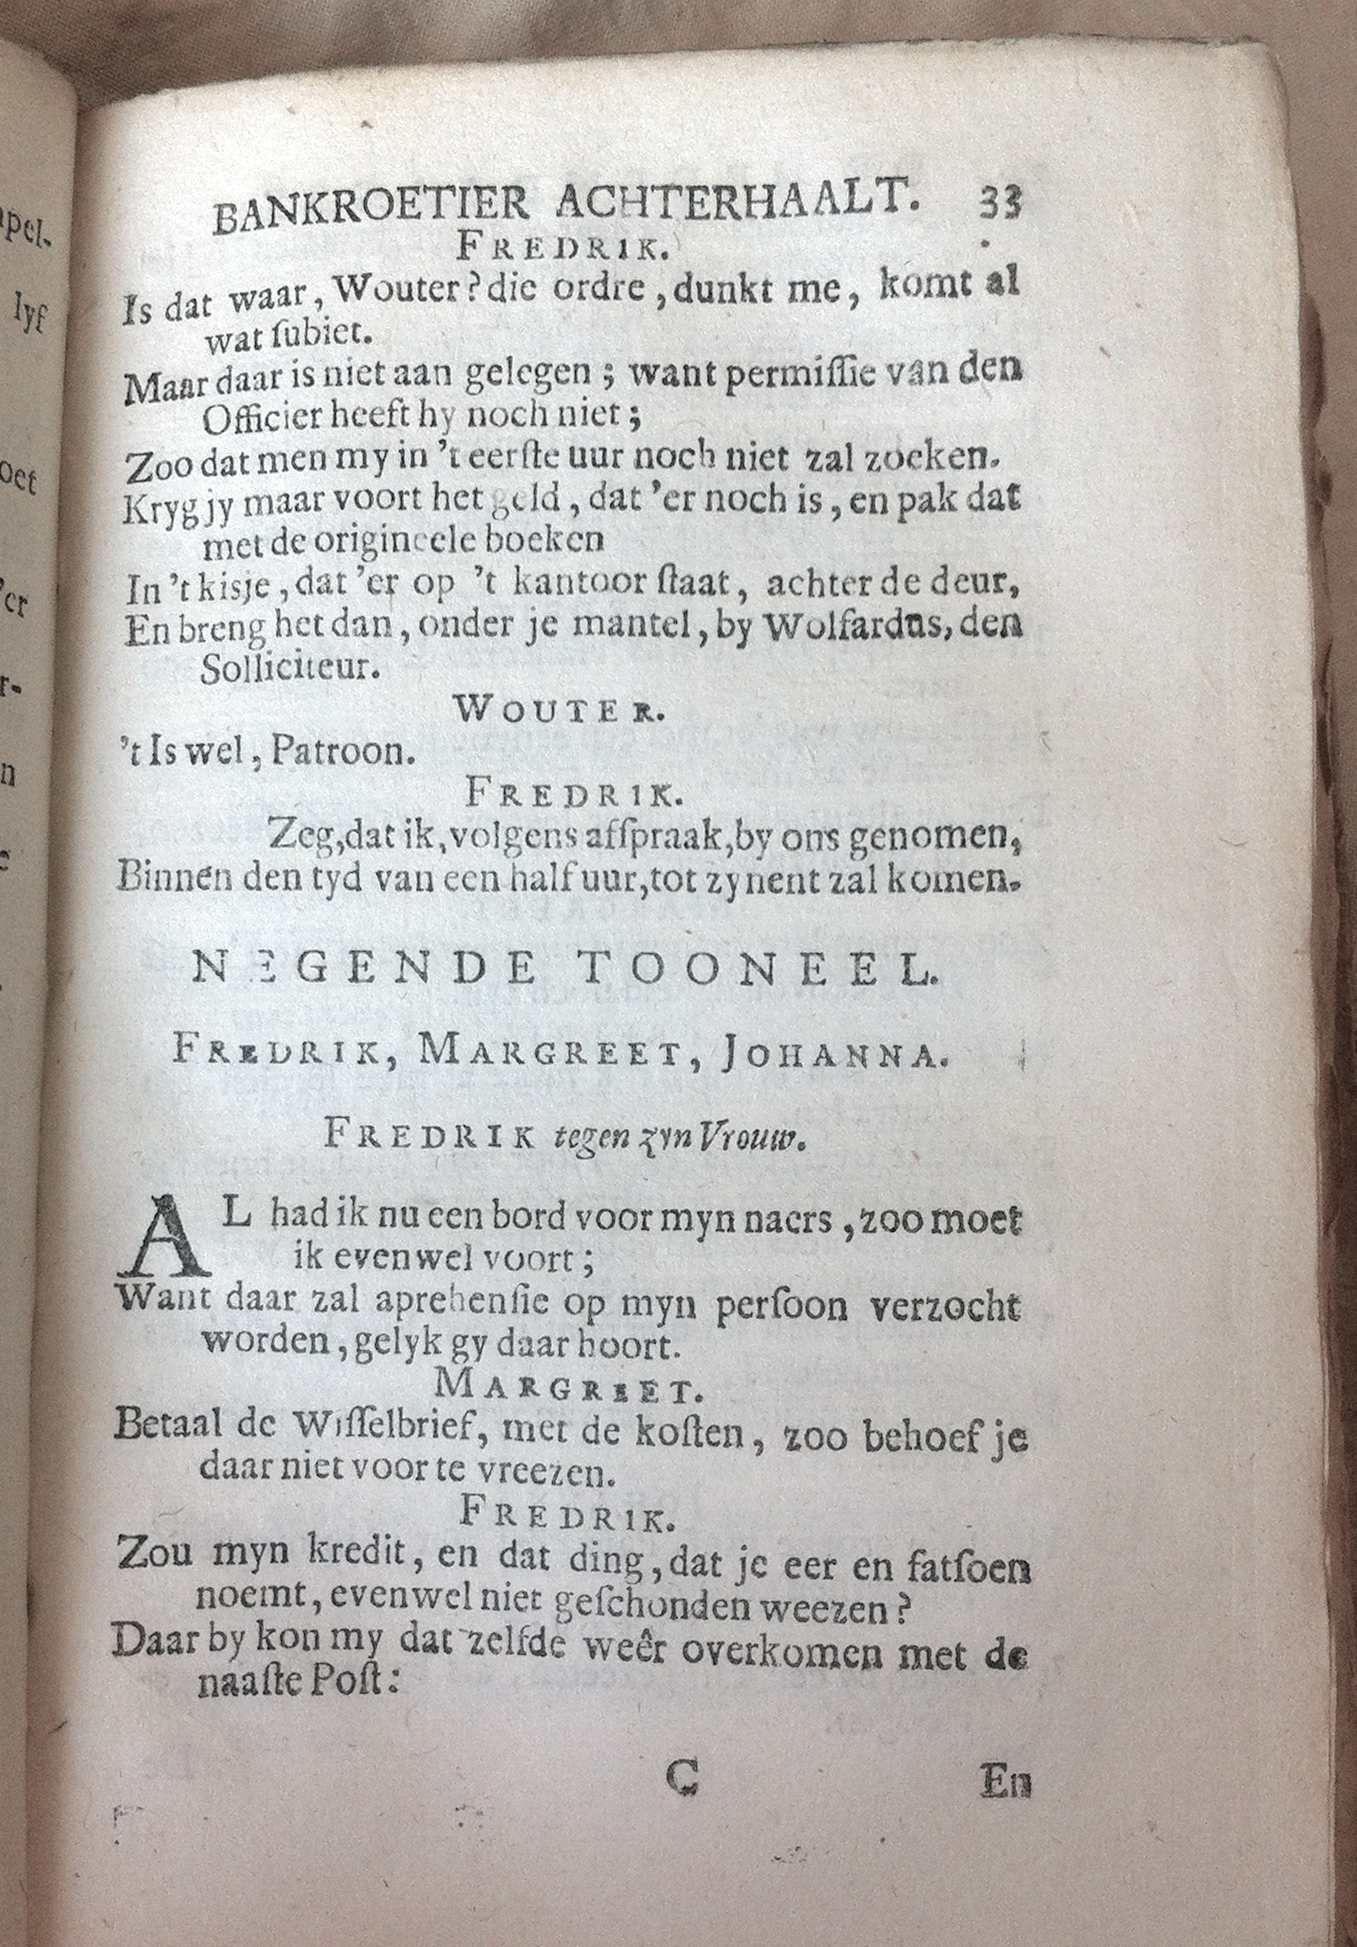 BANKROETIER ACHTERHAALT. 33
FREDRIK.
Is dat waar, Wouter? die ordre, dunkt me, komt al
wat ſubiet.
Maar daar is niet aan gelegen; want permiſſie van den
Officier heeft hy noch niet;
Zoo dat men my in 't eerſte uur noch niet zal zoeken.
Kryg jy maar voort het geld, dat 'er noch is, en pak dat
met de origineele boeken
In 't kisje, dat 'er op 't kantoor ſtaat, achter de deur,
En breng het dan, onder je mantel, by Wolfardus, den
Solliciteur.
WOUTER.
't Is wel, Patroon.
FREDRIK.
Zeg, dat ik, volgens afſpraak, by ons genomen,
Binnen den tyd van een half uur, tot zynent zal komen.
NEGENDE TOONEEL.
FREDRIK, MARGREET, JOHANNA.
FREDRIK tegen zyn Vrouw.
AL had ik nu een bord voor myn naers, zoo moet
ik evenwel voort;
Want daar zal aprehenſie op myn perſoon verzocht
worden, gelyk gy daar hoort.
MARGREET.
Betaal de Wiſſelbrief, met de koſten, zoo behoef je
daar niet voor te vreezen.
FREDRIK.
Zou myn kredit, en dat ding, dat je eer en fatſoen
noemt, evenwel niet geſchonden weezen?
Daar by kon my dat zelfde weêr overkomen met de
naaſte Poſt:
C En
pel-
lyf
oet
'er
r-
n
e